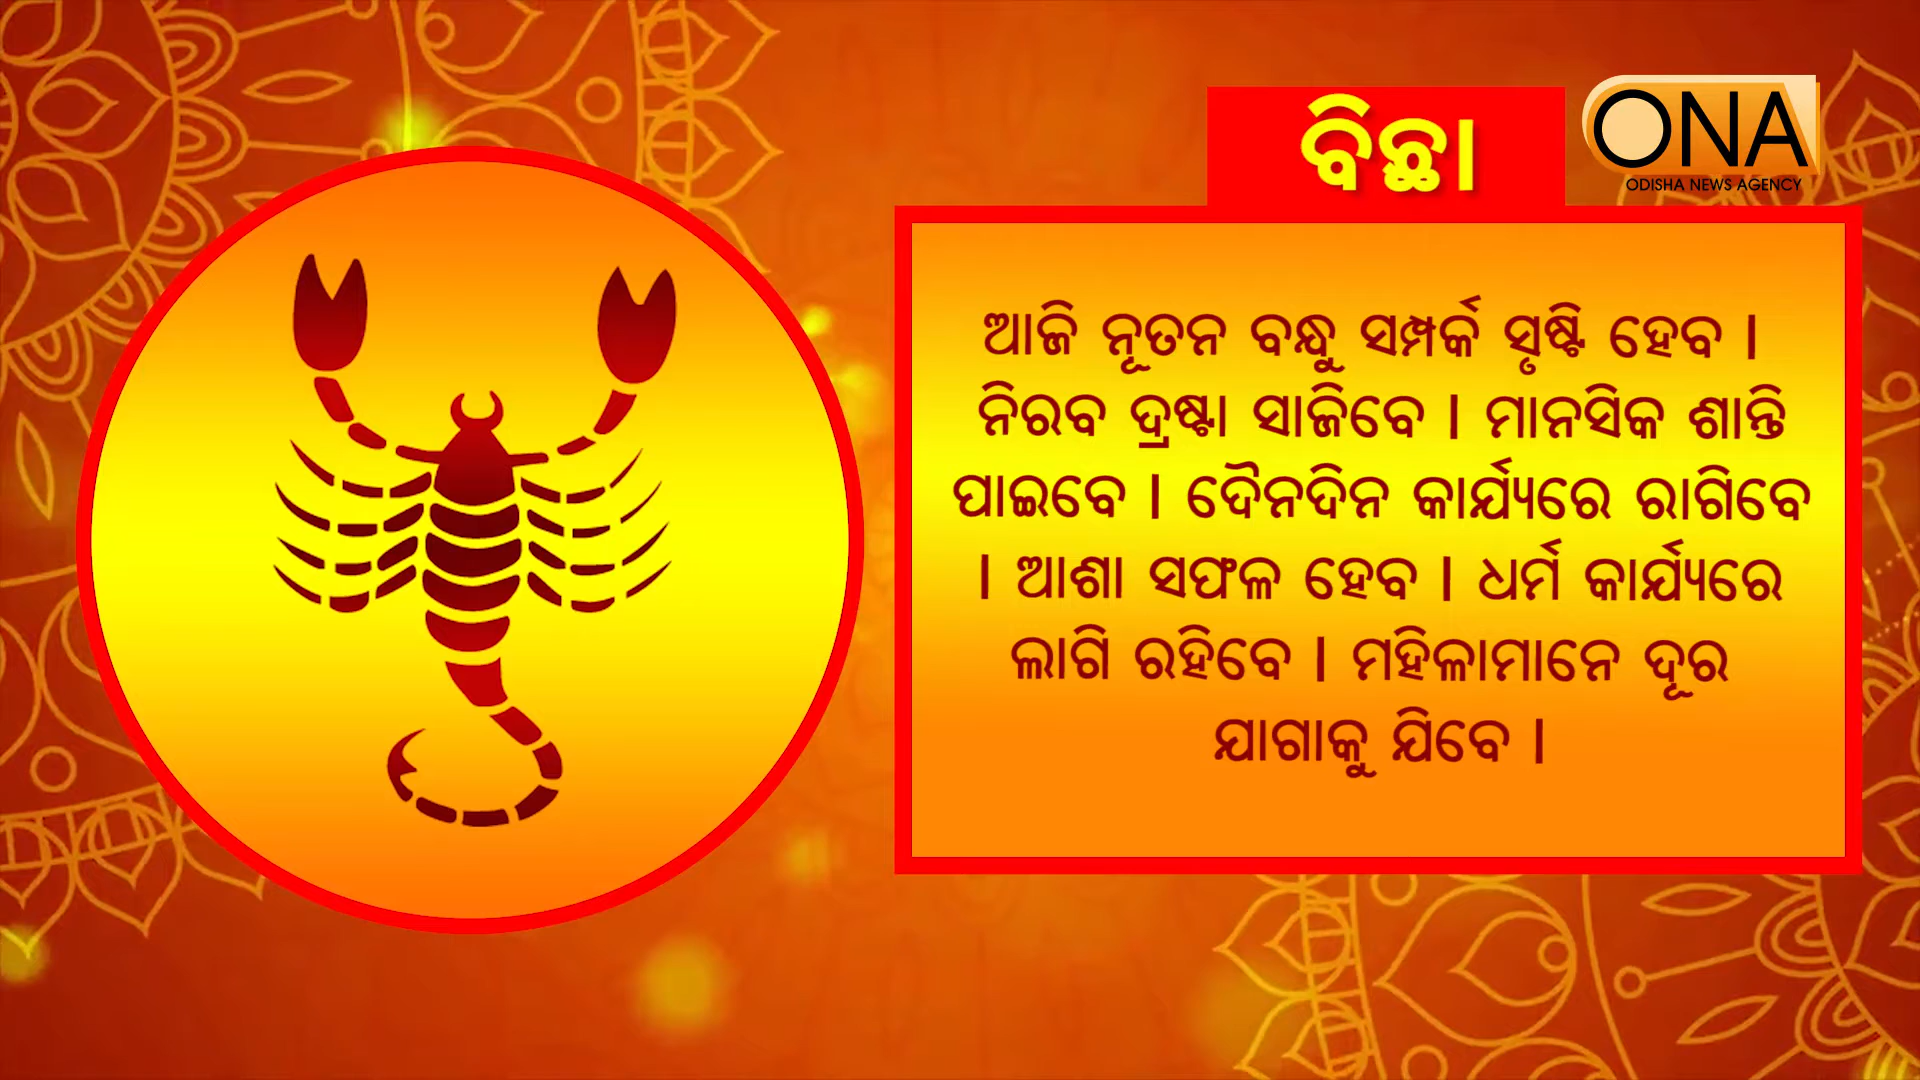 ବିଛା
ONA
ODISHA NEWS AGENCY
ଆଜି ନୂତନ ବନ୍ଧୁ ସମ୍ପର୍କ ସୃଷ୍ଟି ହେବ ।
ନିରବ ଦ୍ରଷ୍ଟା ସାଜିବେ । ମାନସିକ ଶାନ୍ତି
ପାଇବେ । ଦୈନଦିନ କାର୍ଯ୍ୟରେ ରାଗିବେ
। ଆଶା ସଫଳ ହେବ । ଧର୍ମ କାର୍ଯ୍ୟରେ
ଲାଗି ରହିବେ । ମହିଳାମାନେ ଦୂର
ଯାଗାକୁ ଯିବେ ।